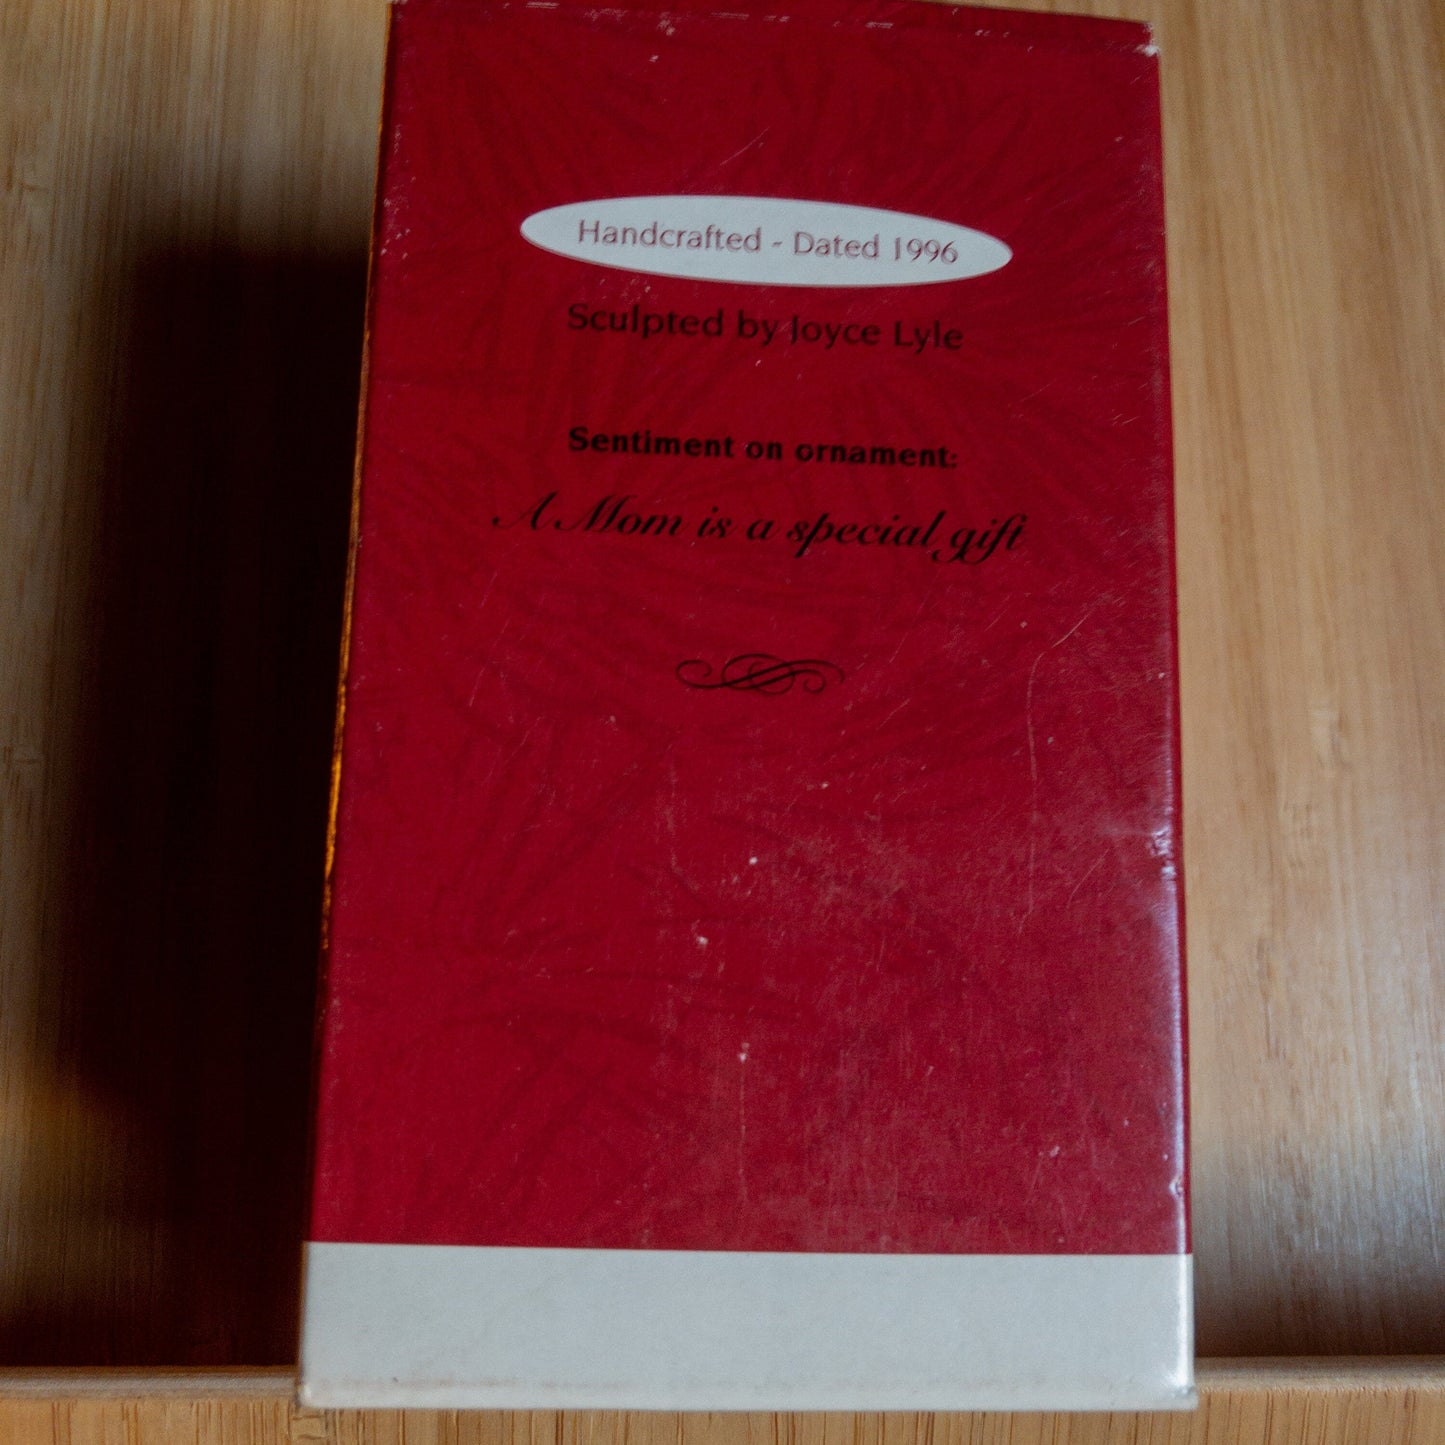 Handcrafted - Dated 1996
Sculpted by Joyce Lyle
Sentiment on ornament:
A Mom is a special gift